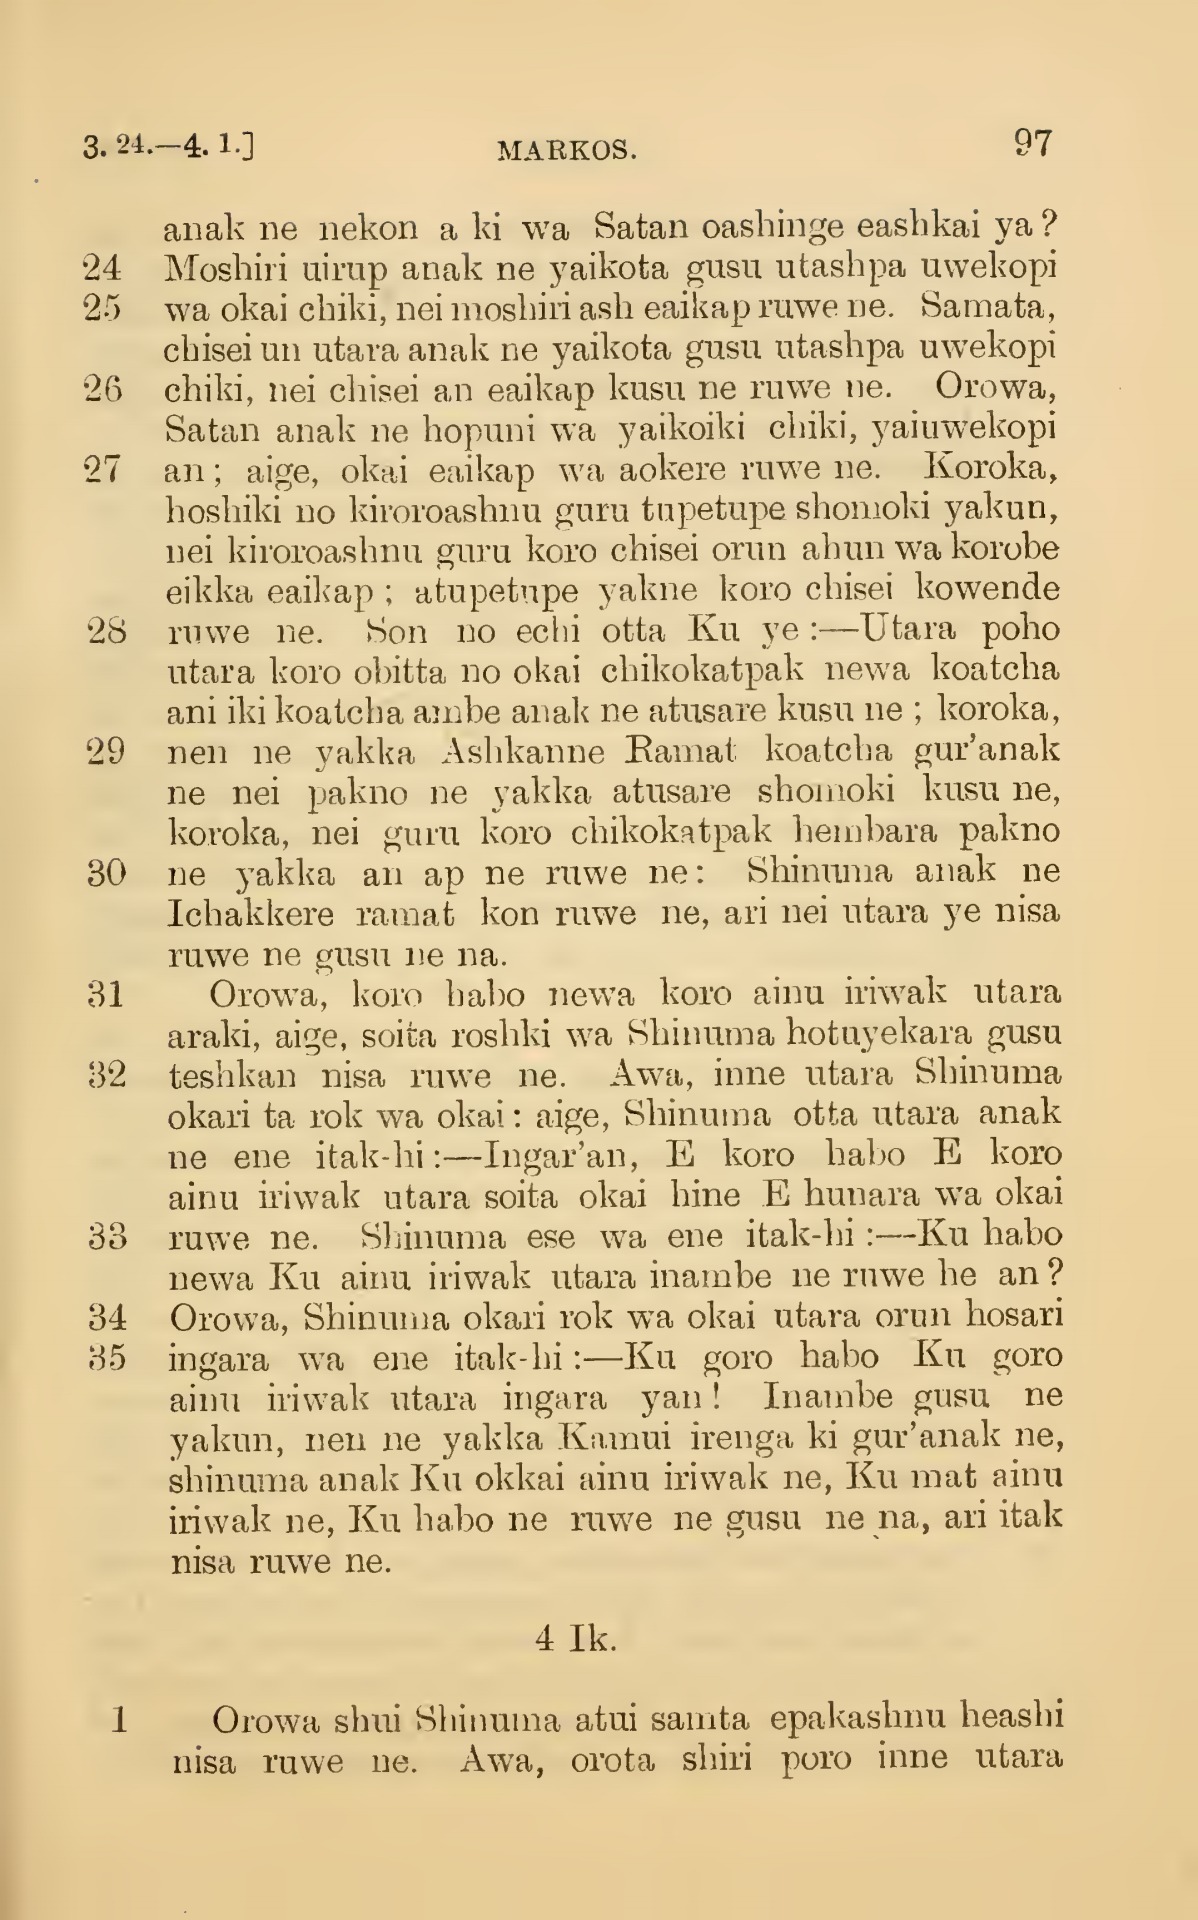 3. 24.—4. 1.] MARKOS. 97
anak ne nekon a ki wa Satan oashinge eashkai ya?
24 Moshiri uirup anak ne yaikota gusu utashpa uwekopi
25 wa okai chiki, nei moshiri ash eaikap ruwe ne. Samata,
chisei un utara anak ne yaikota gusu utashpa uwekopi
26 chiki, nei chisei an eaikap kusu ne ruwe ne. Orowa,
Satan anak ne hopuni wa yaikoiki chiki, yaiuwekopi
27 an; aige, okai eaikap wa aokere ruwe ne. Koroka,
hoshiki no kiroroashnu guru tupetupe shomoki yakun,
nei kiroroashnu guru koro chisei orun ahun wa korobe
eikka eaikap; atupetupe yakne koro chisei kowende
28 ruwe ne. Son no echi otta Ku ye:—Utara poho
utara koro obitta no okai chikokatpak newa koatcha
ani iki koatcha ambe anak ne atusare kusu ne; koroka,
29 nen ne yakka Ashkanne Ramat koatcha gur'anak
ne nei pakno ne yakka atusare shomoki kusu ne,
koroka, nei guru koro chikokatpak hembara pakno
30 ne yakka an ap ne ruwe ne: Shinuma anak ne
Ichakkere ramat kon ruwe ne, ari nei utara ye nisa
ruwe ne gusu ne na.
31 Orowa, koro habo newa koro ainu iriwak utara
araki, aige, soita roshki wa Shinuma hotuyekara gusu
32 teshkan nisa ruwe ne. Awa, inne utara Shinuma
okari ta rok wa okai: aige, Shinuma otta utara anak
ne ene itak-hi:—Ingar'an, E koro habo E koro
ainu iriwak utara soita okai hine E hunara wa okai
33 ruwe ne. Shinuma ese wa ene itak-hi:—Ku habo
newa Ku ainu iriwak utara inambe ne ruwe he an?
34 Orowa, Shinuma okari rok wa okai utara orun hosari
35 ingara wa ene itak-hi:—Ku goro habo Ku goro
ainu iriwak utara ingara yan! Inambe gusu ne
yakun, nen ne yakka Kamui irenga ki gur'anak ne,
shinuma anak Ku okkai ainu iriwak ne, Ku mat ainu
iriwak ne, Ku habo ne ruwe ne gusu ne na, ari itak
nisa ruwe ne.
4 Ik.
1 Orowa shui Shinuma atui samta epakashnu heashi
nisa ruwe ne. Awa, orota shiri poro inne utara